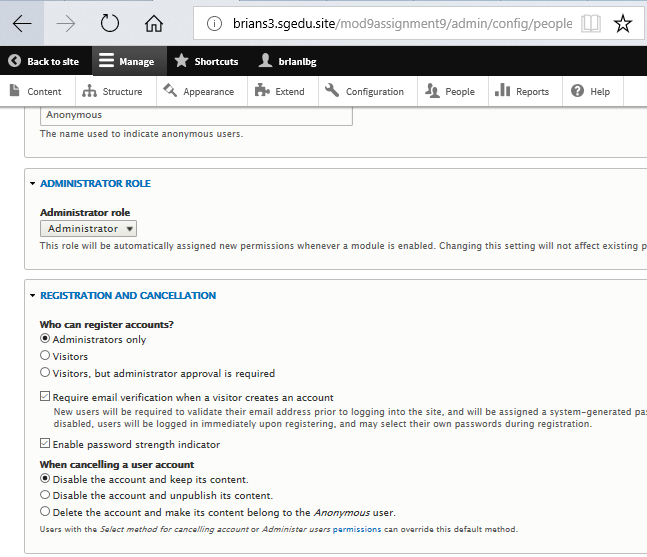 brians3.sgedu.site/mod9assignment9/admin/config/people
Back to site Manage Shortcuts brianlbg
Content Structure Appearance Extend Configuration People Reports Help
Anonymous
The name used to indicate anonymous users.
ADMINISTRATOR ROLE
Administrator role
Administrator
This role will be automatically assigned new permissions whenever a module is enabled. Changing this setting will not affect existing p
REGISTRATION AND CANCELLATION
Who can register accounts?
Administrators only
Visitors
Visitors, but administrator approval is required
Require email verification when a visitor creates an account
New users will be required to validate their email address prior to logging into the site, and will be assigned a system-generated pa
disabled, users will be logged in immediately upon registering, and may select their own passwords during registration.
Enable password strength indicator
When cancelling a user account
Disable the account and keep its content.
Disable the account and unpublish its content.
Delete the account and make its content belong to the Anonymous user.
Users with the Select method for cancelling account or Administer users permissions can override this default method.